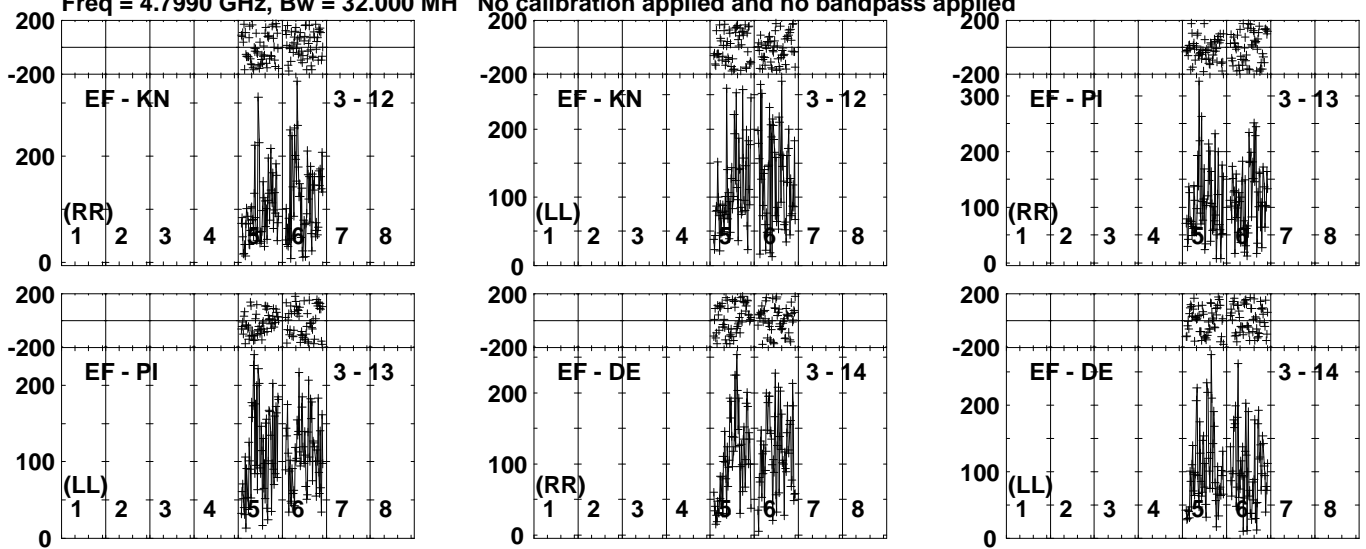 Freq = 4.7990 GHz, Bw = 32.000 MH No calibration applied and no bandpass applied
200 200 200
-200 -200 -200
EF - KN 3 - 12 EF - KN 3 - 12 EF - PI 3 - 13
300
200 200 200
100 100
(RR) (LL) (RR)
1 2 3 4 5 6 7 8 1 2 3 4 5 6 7 8 1 2 3 4 5 6 7 8
0 0 0
200 200 200
-200 -200 -200
EF - PI 3 - 13 EF - DE 3 - 14 EF - DE 3 - 14
200 200 200
100 100 100
(LL) (RR) (LL)
1 2 3 4 5 6 7 8 1 2 3 4 5 6 7 8 1 2 3 4 5 6 7 8
0 0 0